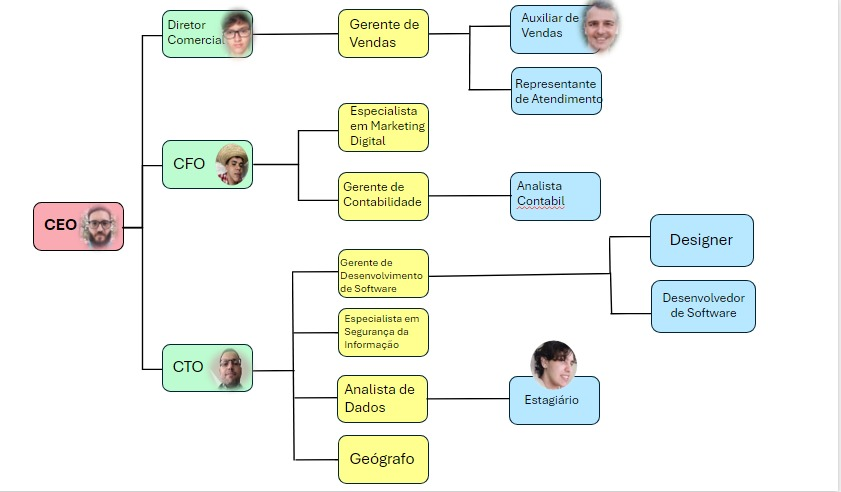 Diretor
Comercial
Gerente de
Vendas
Auxiliar de
Vendas
Representante
de Atendimento
Especialista
em Marketing
Digital
CFO
Gerente de
Contabilidade
Analista
Contabil
CEO
Gerente de
Desenvolvimento
de Software
Designer
Desenvolvedor
de Software
Especialista em
Segurança da
Informação
CTO
Analista de
Dados
Estagiário
Geógrafo